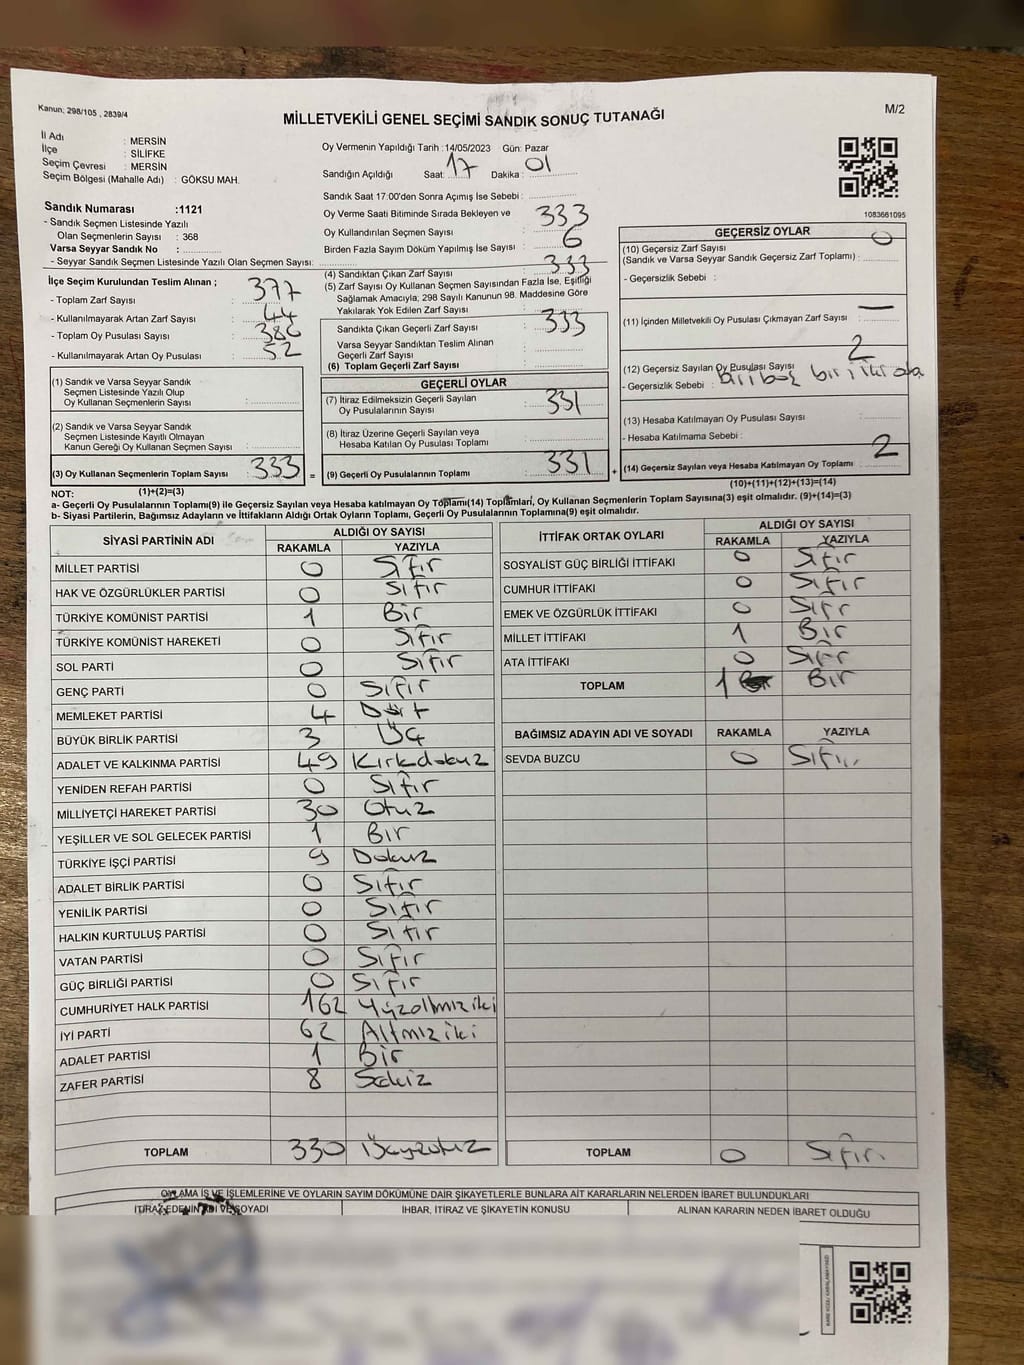 Kanun; 298/105 , 2839/4
MİLLETVEKİLİ GENEL SEÇİMİ SANDIK SONUÇ TUTANAĞI
M/2
İl Adı : MERSİN
İlçe : SİLİFKE
Seçim Çevresi : MERSİN
Seçim Bölgesi (Mahalle Adı) : GÖKSU MAH.
Oy Vermenin Yapıldığı Tarih :14/05/2023 Gün: Pazar
Sandığın Açıldığı Saat: 17 Dakika : 01
Sandık Saat 17:00'den Sonra Açımış İse Sebebi :
Sandık Numarası :1121
- Sandık Seçmen Listesinde Yazılı
Olan Seçmenlerin Sayısı : 368
Varsa Seyyar Sandık No :
- Seyyar Sandık Seçmen Listesinde Yazılı Olan Seçmen Sayısı:
Oy Verme Saati Bitiminde Sırada Bekleyen ve
Oy Kullandırılan Seçmen Sayısı 333
Birden Fazla Sayım Döküm Yapılmış İse Sayısı : 6
1083661095
İlçe Seçim Kurulundan Teslim Alınan ;
- Toplam Zarf Sayısı : 377
- Kullanılmayarak Artan Zarf Sayısı : 44
- Toplam Oy Pusulası Sayısı : 386
- Kullanılmayarak Artan Oy Pusulası : 52
(4) Sandıktan Çıkan Zarf Sayısı : 333
(5) Zarf Sayısı Oy Kullanan Seçmen Sayısından Fazla İse, Eşitliği
Sağlamak Amacıyla; 298 Sayılı Kanunun 98. Maddesine Göre
Yakılarak Yok Edilen Zarf Sayısı :
Sandıkta Çıkan Geçerli Zarf Sayısı : 333
Varsa Seyyar Sandıktan Teslim Alınan
Geçerli Zarf Sayısı :
(6) Toplam Geçerli Zarf Sayısı :
GEÇERSİZ OYLAR
(10) Geçersiz Zarf Sayısı 0
(Sandık ve Varsa Seyyar Sandık Geçersiz Zarf Toplamı) :
- Geçersizlik Sebebi :
(11) İçinden Milletvekili Oy Pusulası Çıkmayan Zarf Sayısı : —
(12) Geçersiz Sayılan Oy Pusulası Sayısı 2
- Geçersizlik Sebebi : biri boş biri iki oda
(13) Hesaba Katılmayan Oy Pusulası Sayısı :
- Hesaba Katılmama Sebebi :
(14) Geçersiz Sayılan veya Hesaba Katılmayan Oy Toplamı : 2
(10)+(11)+(12)+(13)=(14)
(1) Sandık ve Varsa Seyyar Sandık
Seçmen Listesinde Yazılı Olup
Oy Kullanan Seçmenlerin Sayısı :
(2) Sandık ve Varsa Seyyar Sandık
Seçmen Listesinde Kayıtlı Olmayan
Kanun Gereği Oy Kullanan Seçmen Sayısı :
(3) Oy Kullanan Seçmenlerin Toplam Sayısı : 333 =
(1)+(2)=(3)
GEÇERLİ OYLAR
(7) İtiraz Edilmeksizin Geçerli Sayılan
Oy Pusulalarının Sayısı : 331
(8) İtiraz Üzerine Geçerli Sayılan veya
Hesaba Katılan Oy Pusulası Toplamı :
(9) Geçerli Oy Pusulalarının Toplamı : 331 +
NOT:
a- Geçerli Oy Pusulalarının Toplamı(9) ile Geçersiz Sayılan veya Hesaba katılmayan Oy Toplamı(14) Toplamları, Oy Kullanan Seçmenlerin Toplam Sayısına(3) eşit olmalıdır. (9)+(14)=(3)
b- Siyasi Partilerin, Bağımsız Adayların ve İttifakların Aldığı Ortak Oyların Toplamı, Geçerli Oy Pusulalarının Toplamına(9) eşit olmalıdır.
SİYASİ PARTİNİN ADI ALDIĞI OY SAYISI
RAKAMLA YAZIYLA
MİLLET PARTİSİ 0 Sıfır
HAK VE ÖZGÜRLÜKLER PARTİSİ 0 Sıfır
TÜRKİYE KOMÜNİST PARTİSİ 1 Bir
TÜRKİYE KOMÜNİST HAREKETİ 0 Sıfır
SOL PARTİ 0 Sıfır
GENÇ PARTİ 0 Sıfır
MEMLEKET PARTİSİ 4 Dört
BÜYÜK BİRLİK PARTİSİ 3 Üç
ADALET VE KALKINMA PARTİSİ 49 Kırkdokuz
YENİDEN REFAH PARTİSİ 0 Sıfır
MİLLİYETÇİ HAREKET PARTİSİ 30 Otuz
YEŞİLLER VE SOL GELECEK PARTİSİ 1 Bir
TÜRKİYE İŞÇİ PARTİSİ 9 Dokuz
ADALET BİRLİK PARTİSİ 0 Sıfır
YENİLİK PARTİSİ 0 Sıfır
HALKIN KURTULUŞ PARTİSİ 0 Sıfır
VATAN PARTİSİ 0 Sıfır
GÜÇ BİRLİĞİ PARTİSİ 0 Sıfır
CUMHURİYET HALK PARTİSİ 162 Yüzaltmışiki
İYİ PARTİ 62 Altmışiki
ADALET PARTİSİ 1 Bir
ZAFER PARTİSİ 8 Sekiz
TOPLAM 330 Üçyüzotuz
İTTİFAK ORTAK OYLARI ALDIĞI OY SAYISI
RAKAMLA YAZIYLA
SOSYALİST GÜÇ BİRLİĞİ İTTİFAKI 0 Sıfır
CUMHUR İTTİFAKI 0 Sıfır
EMEK VE ÖZGÜRLÜK İTTİFAKI 0 Sıfır
MİLLET İTTİFAKI 1 Bir
ATA İTTİFAKI 0 Sıfır
TOPLAM 1 Bir
BAĞIMSIZ ADAYIN ADI VE SOYADI RAKAMLA YAZIYLA
SEVDA BUZCU 0 Sıfır
TOPLAM 0 Sıfır
OYLAMA İŞ VE İŞLEMLERİNE VE OYLARIN SAYIM DÖKÜMÜNE DAİR ŞİKAYETLERLE BUNLARA AİT KARARLARIN NELERDEN İBARET BULUNDUKLARI
İTİRAZ EDENİN ADI VE SOYADI İHBAR, İTİRAZ VE ŞİKAYETİN KONUSU ALINAN KARARIN NEDEN İBARET OLDUĞU